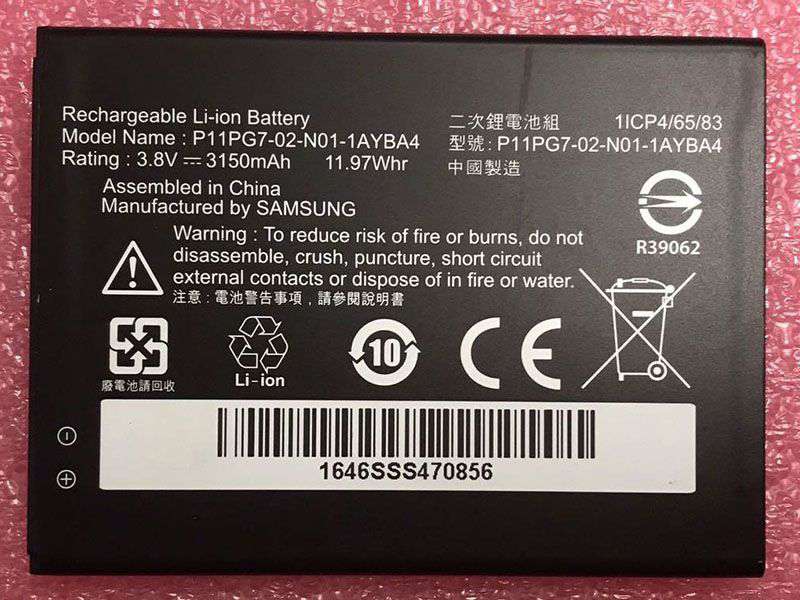 Rechargeable Li-ion Battery
Model Name : P11PG7-02-N01-1AYBA4
Rating : 3.8V ⎓ 3150mAh 11.97Whr
二次鋰電池組 1ICP4/65/83
型號: P11PG7-02-N01-1AYBA4
中國製造
Assembled in China
Manufactured by SAMSUNG
R39062
Warning : To reduce risk of fire or burns, do not
disassemble, crush, puncture, short circuit
external contacts or dispose of in fire or water.
注意 : 電池警告事項，請參閱說明書
廢電池請回收
Li-ion
10
CE
1646SSS470856